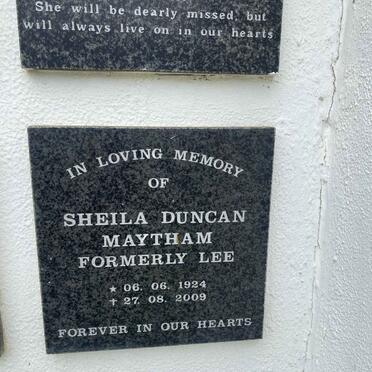 She will be dearly missed, but
will always live on in our hearts
IN LOVING MEMORY
OF
SHEILA DUNCAN
MAYTHAM
FORMERLY LEE
★ 06. 06. 1924
✝ 27. 08. 2009
FOREVER IN OUR HEARTS